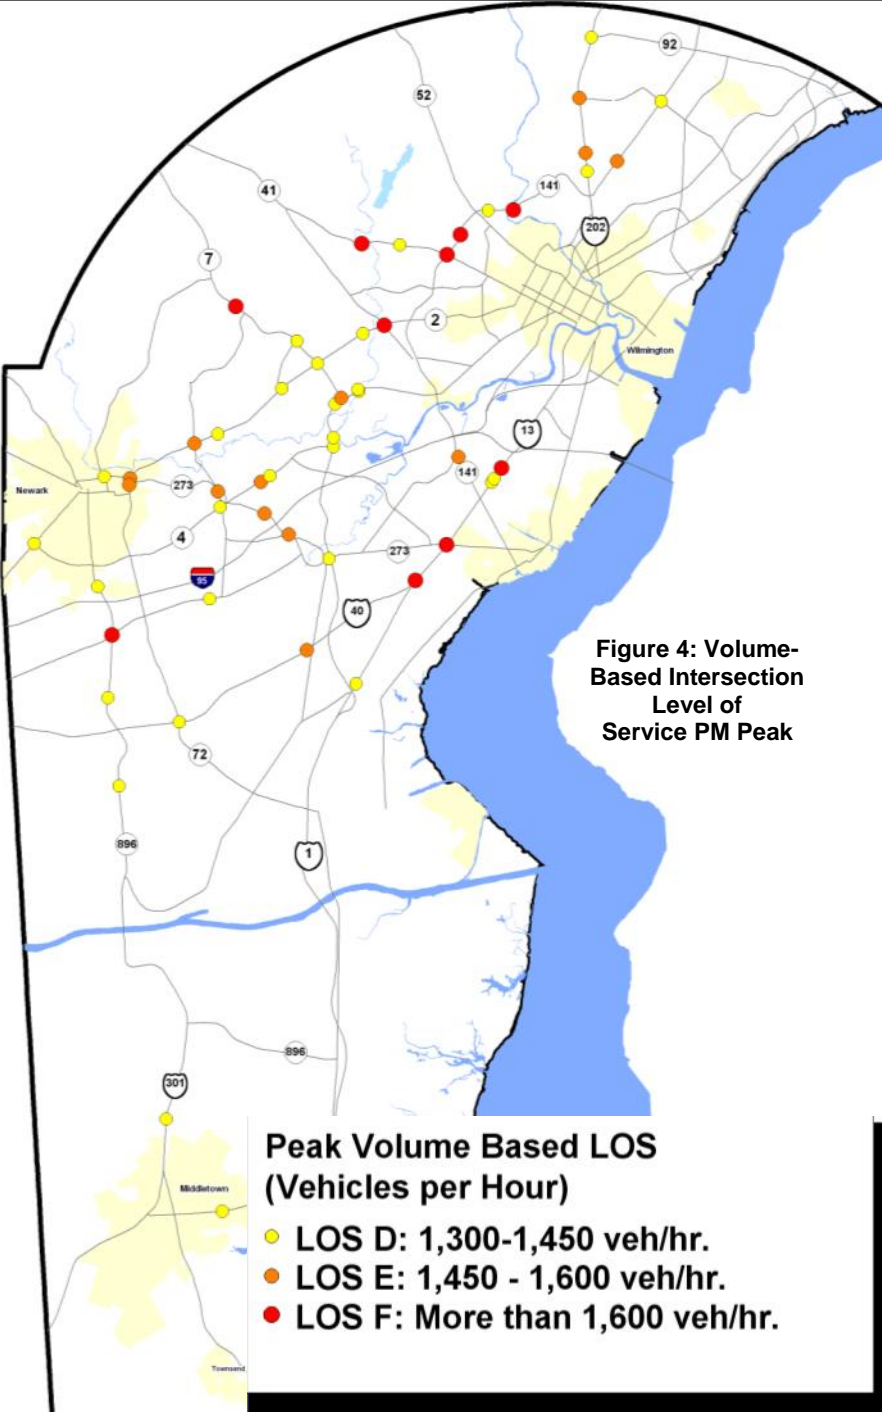 92
52
141
41
202
7
2
Wilmington
13
141
Newark
273
4
273
95
40
Figure 4: Volume-
Based Intersection
Level of
Service PM Peak
72
896
1
896
301
Middletown
Townsend
Peak Volume Based LOS
(Vehicles per Hour)
LOS D: 1,300-1,450 veh/hr.
LOS E: 1,450 - 1,600 veh/hr.
LOS F: More than 1,600 veh/hr.